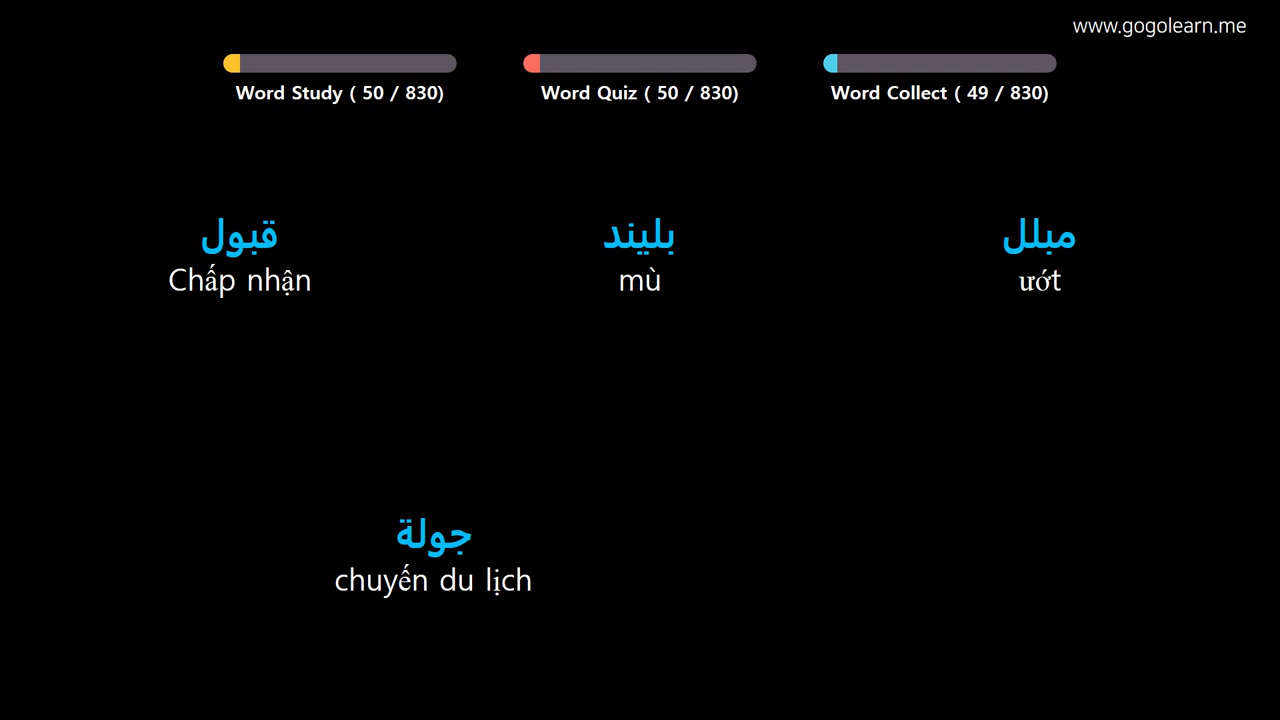 www.gogolearn.me
Word Study ( 50 / 830)
Word Quiz ( 50 / 830)
Word Collect ( 49 / 830)
قبول
Chấp nhận
بليند
mù
مبلل
ướt
جولة
chuyến du lịch